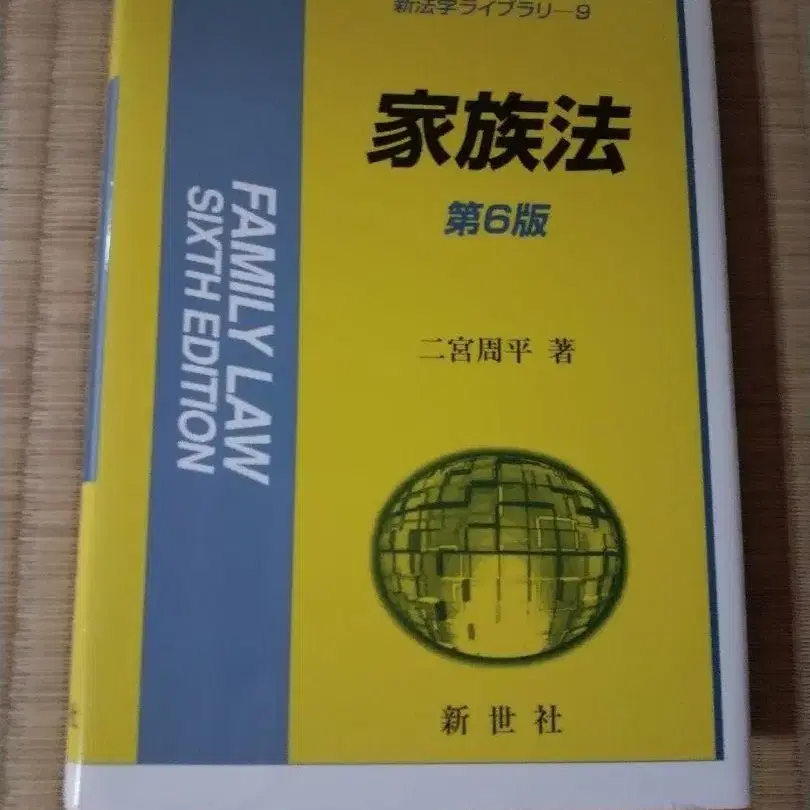 新法学ライブラリ－9
家族法
第6版
二宮周平 著
FAMILY LAW
SIXTH EDITION
新世社
社